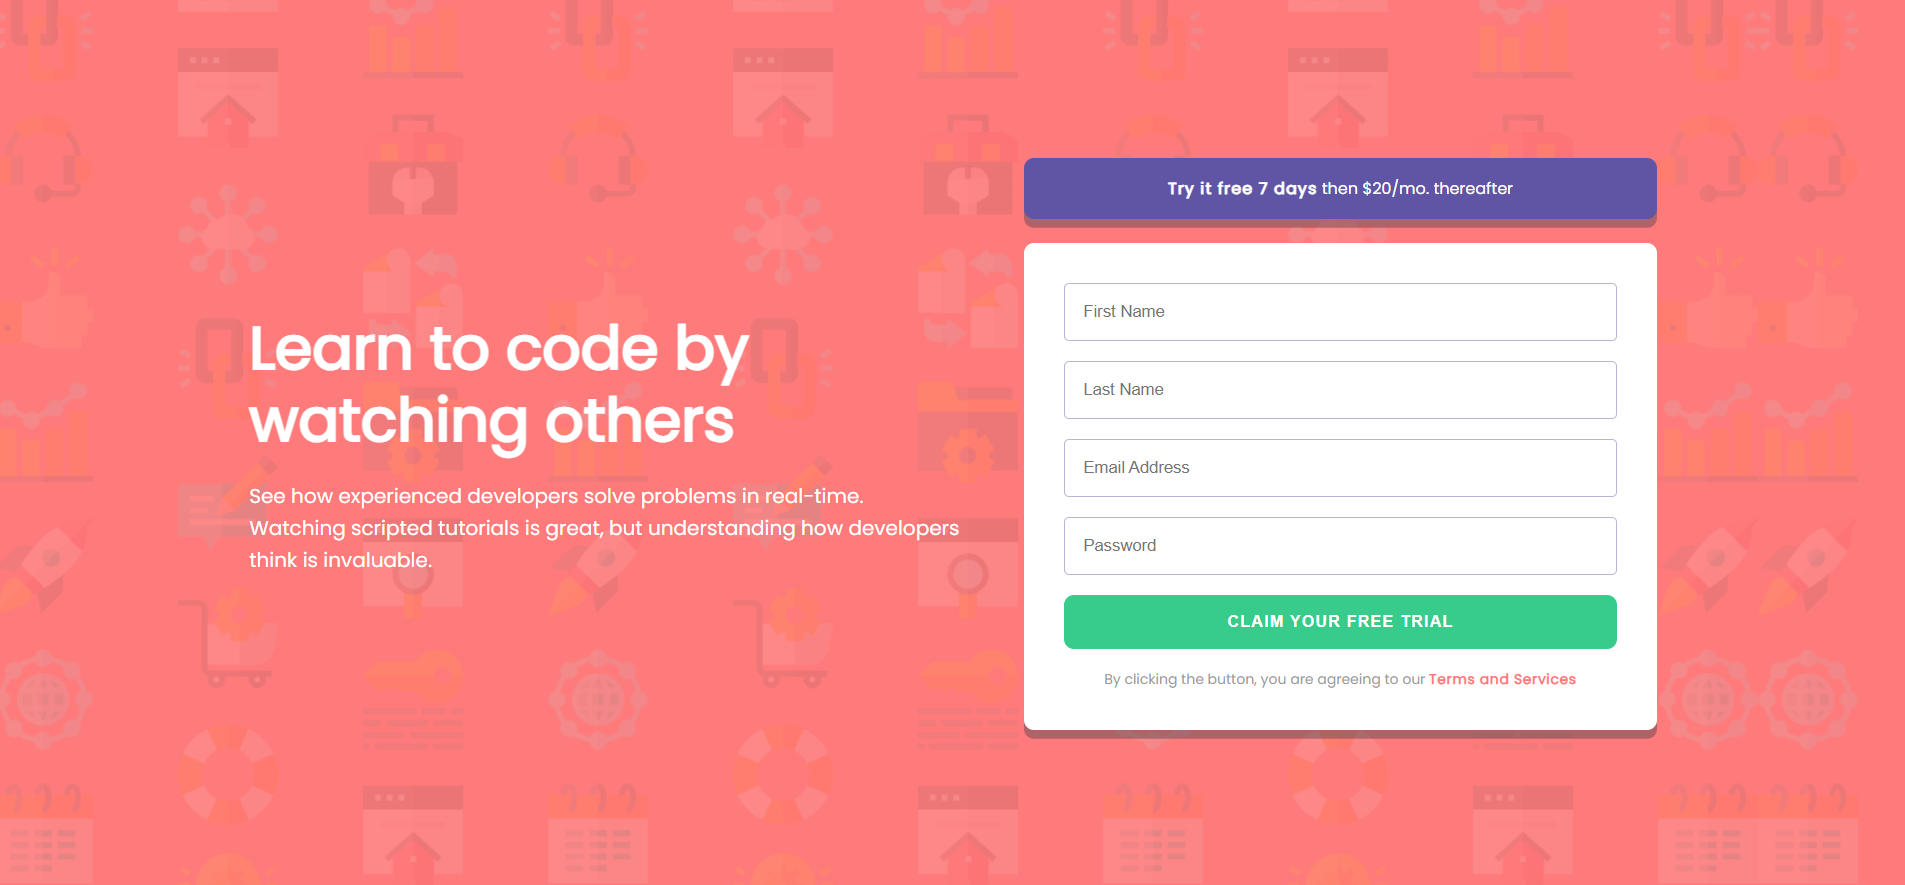 Learn to code by
watching others
See how experienced developers solve problems in real-time.
Watching scripted tutorials is great, but understanding how developers
think is invaluable.
Try it free 7 days then $20/mo. thereafter
First Name
Last Name
Email Address
Password
CLAIM YOUR FREE TRIAL
By clicking the button, you are agreeing to our Terms and Services